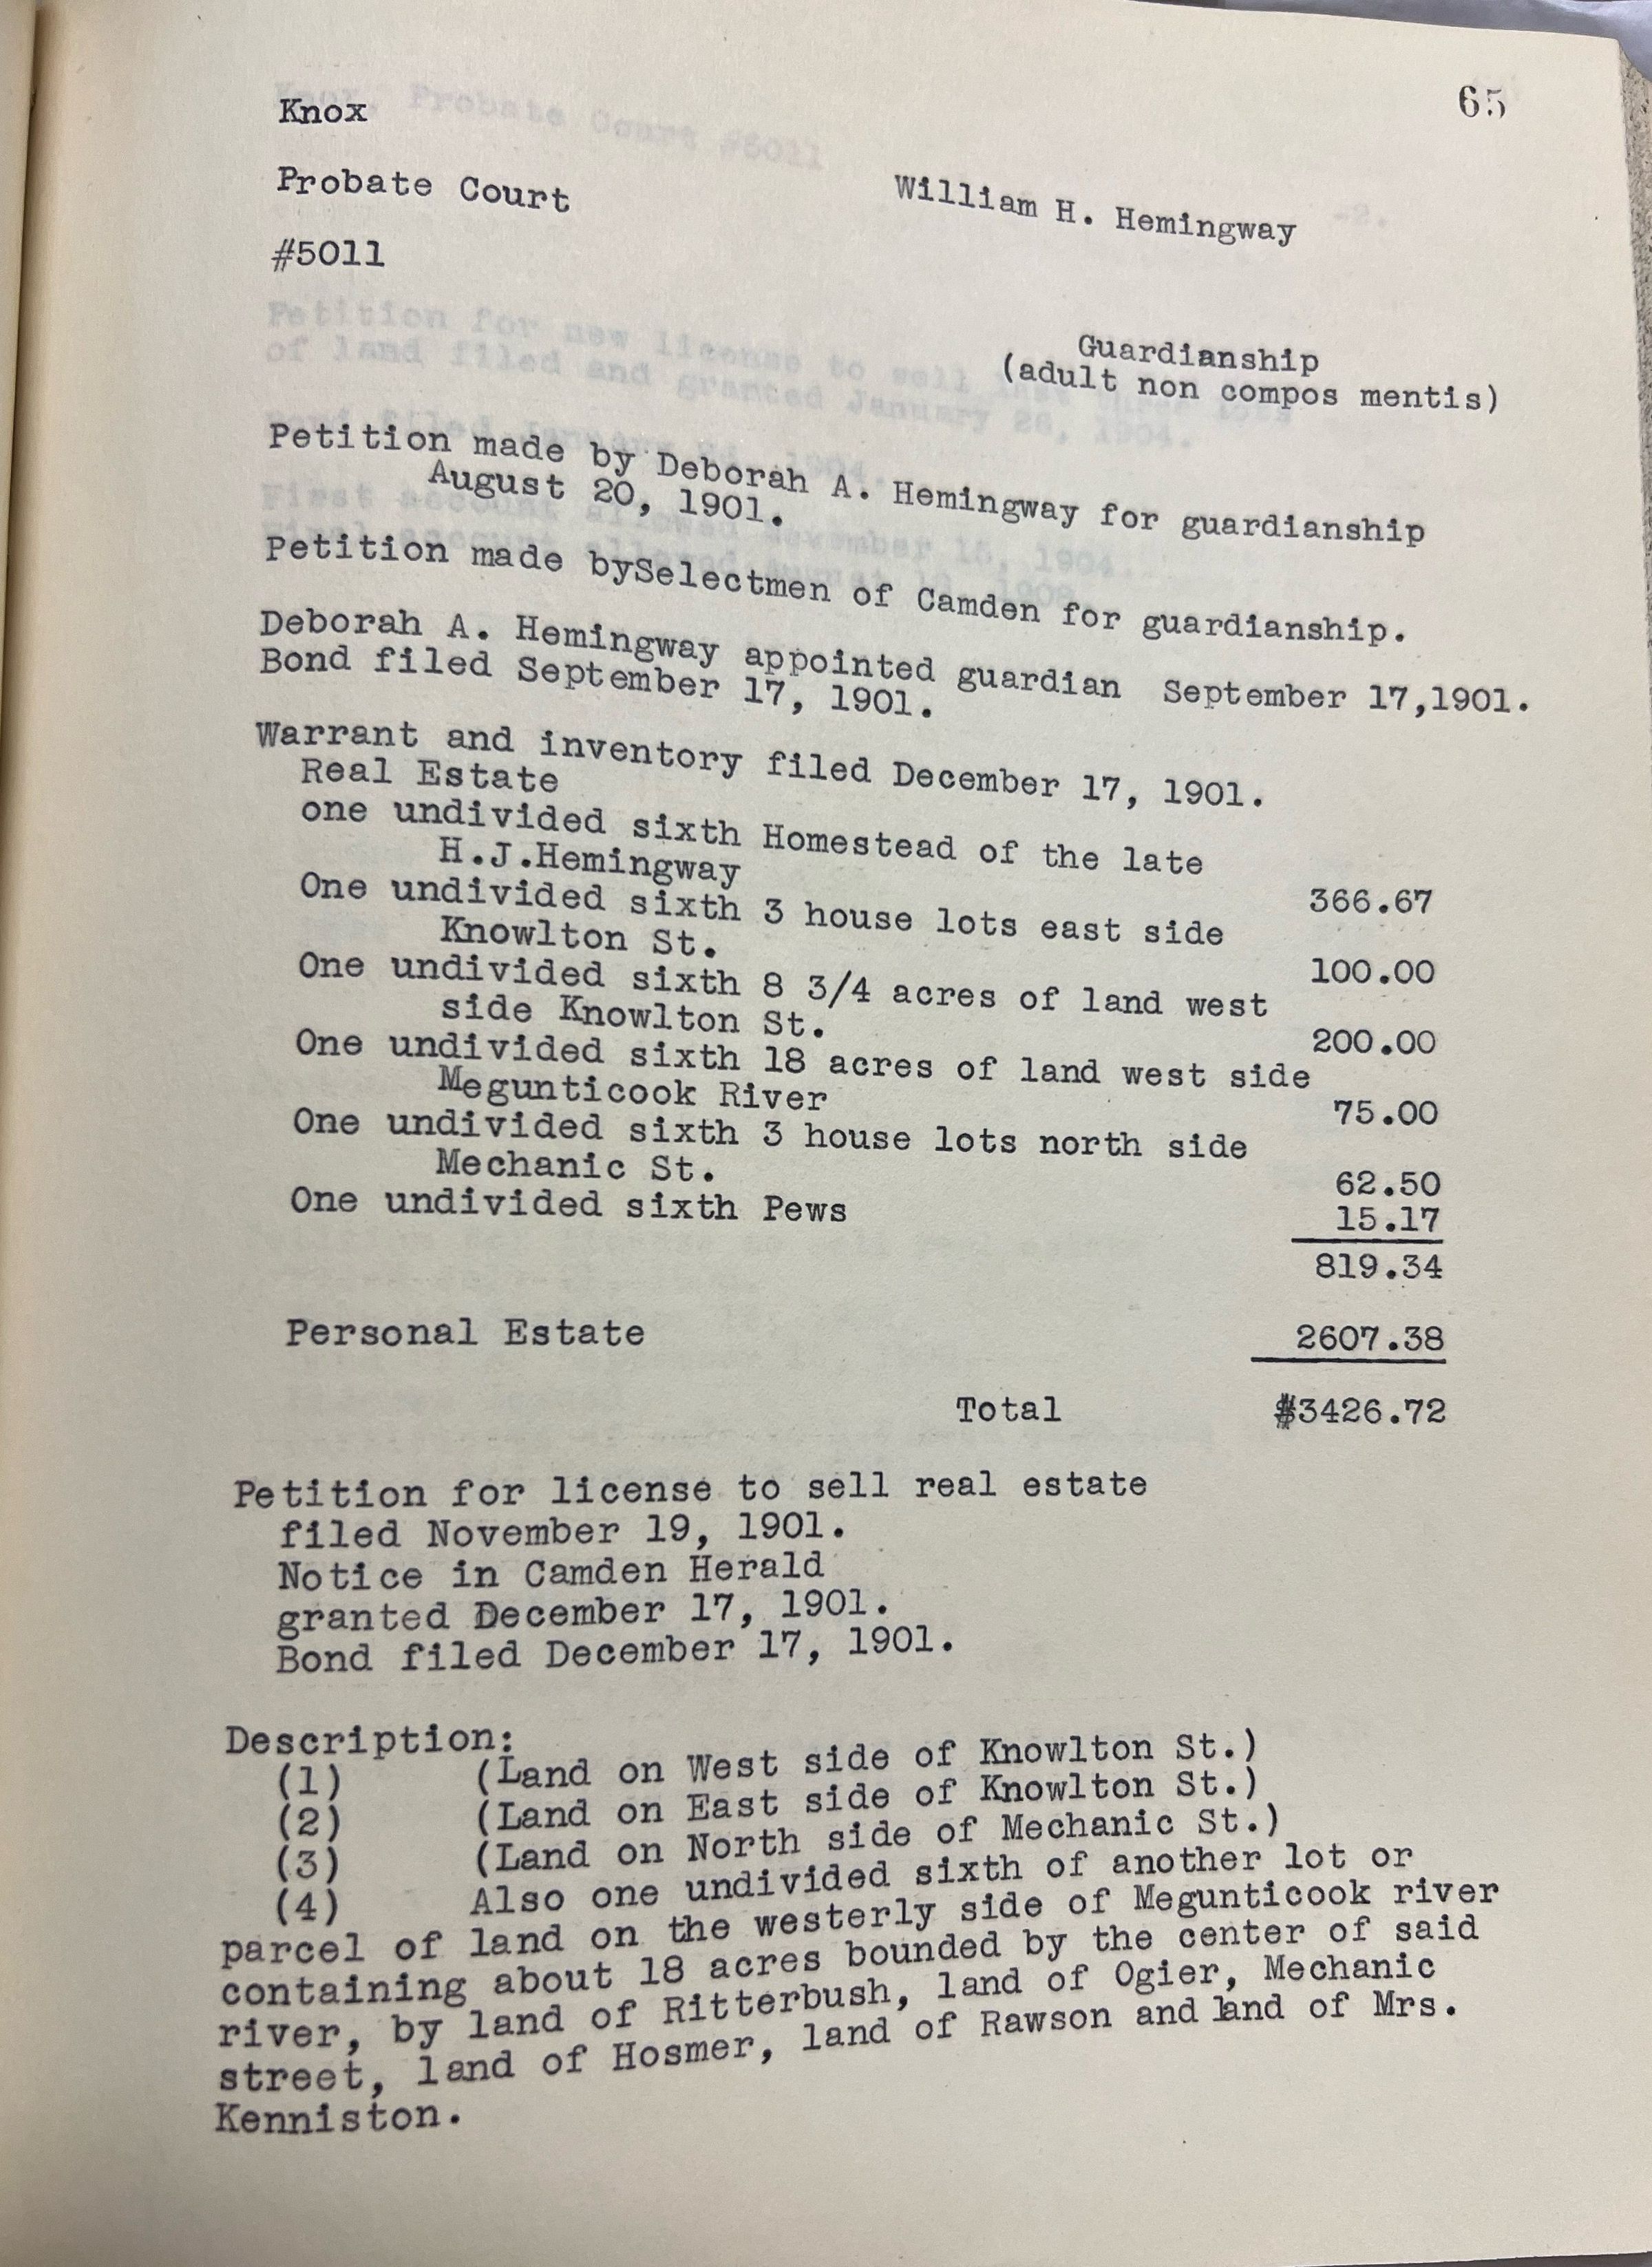 65
Knox
Probate Court
William H. Hemingway
#5011
Guardianship
(adult non compos mentis)
Petition made by Deborah A. Hemingway for guardianship
August 20, 1901.
Petition made bySelectmen of Camden for guardianship.
Deborah A. Hemingway appointed guardian September 17,1901.
Bond filed September 17, 1901.
Warrant and inventory filed December 17, 1901.
Real Estate
one undivided sixth Homestead of the late
H.J.Hemingway 366.67
One undivided sixth 3 house lots east side
Knowlton St. 100.00
One undivided sixth 8 3/4 acres of land west
side Knowlton St. 200.00
One undivided sixth 18 acres of land west side
Megunticook River 75.00
One undivided sixth 3 house lots north side
Mechanic St. 62.50
One undivided sixth Pews 15.17
819.34
Personal Estate 2607.38
Total $3426.72
Petition for license to sell real estate
filed November 19, 1901.
Notice in Camden Herald
granted December 17, 1901.
Bond filed December 17, 1901.
Description:
(1) (Land on West side of Knowlton St.)
(2) (Land on East side of Knowlton St.)
(3) (Land on North side of Mechanic St.)
(4) Also one undivided sixth of another lot or
parcel of land on the westerly side of Megunticook river
containing about 18 acres bounded by the center of said
river, by land of Ritterbush, land of Ogier, Mechanic
street, land of Hosmer, land of Rawson and land of Mrs.
Kenniston.